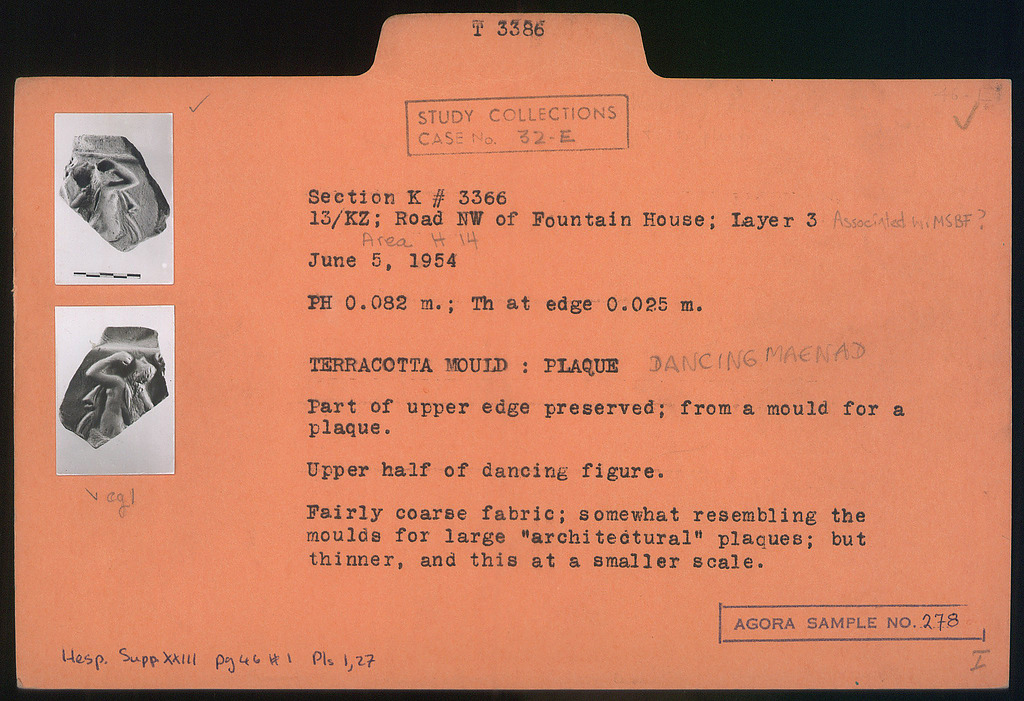 T 3386
STUDY COLLECTIONS
CASE No. 32-E
Section K # 3366
13/KZ; Road NW of Fountain House; Layer 3 Associated w. MSBF?
Area H 14
June 5, 1954
PH 0.082 m.; Th at edge 0.025 m.
TERRACOTTA MOULD : PLAQUE DANCING MAENAD
Part of upper edge preserved; from a mould for a
plaque.
Upper half of dancing figure.
Fairly coarse fabric; somewhat resembling the
moulds for large "architectural" plaques; but
thinner, and this at a smaller scale.
AGORA SAMPLE NO. 278
I
Hesp. Supp XXIII pg 46 # 1 Pls 1, 27